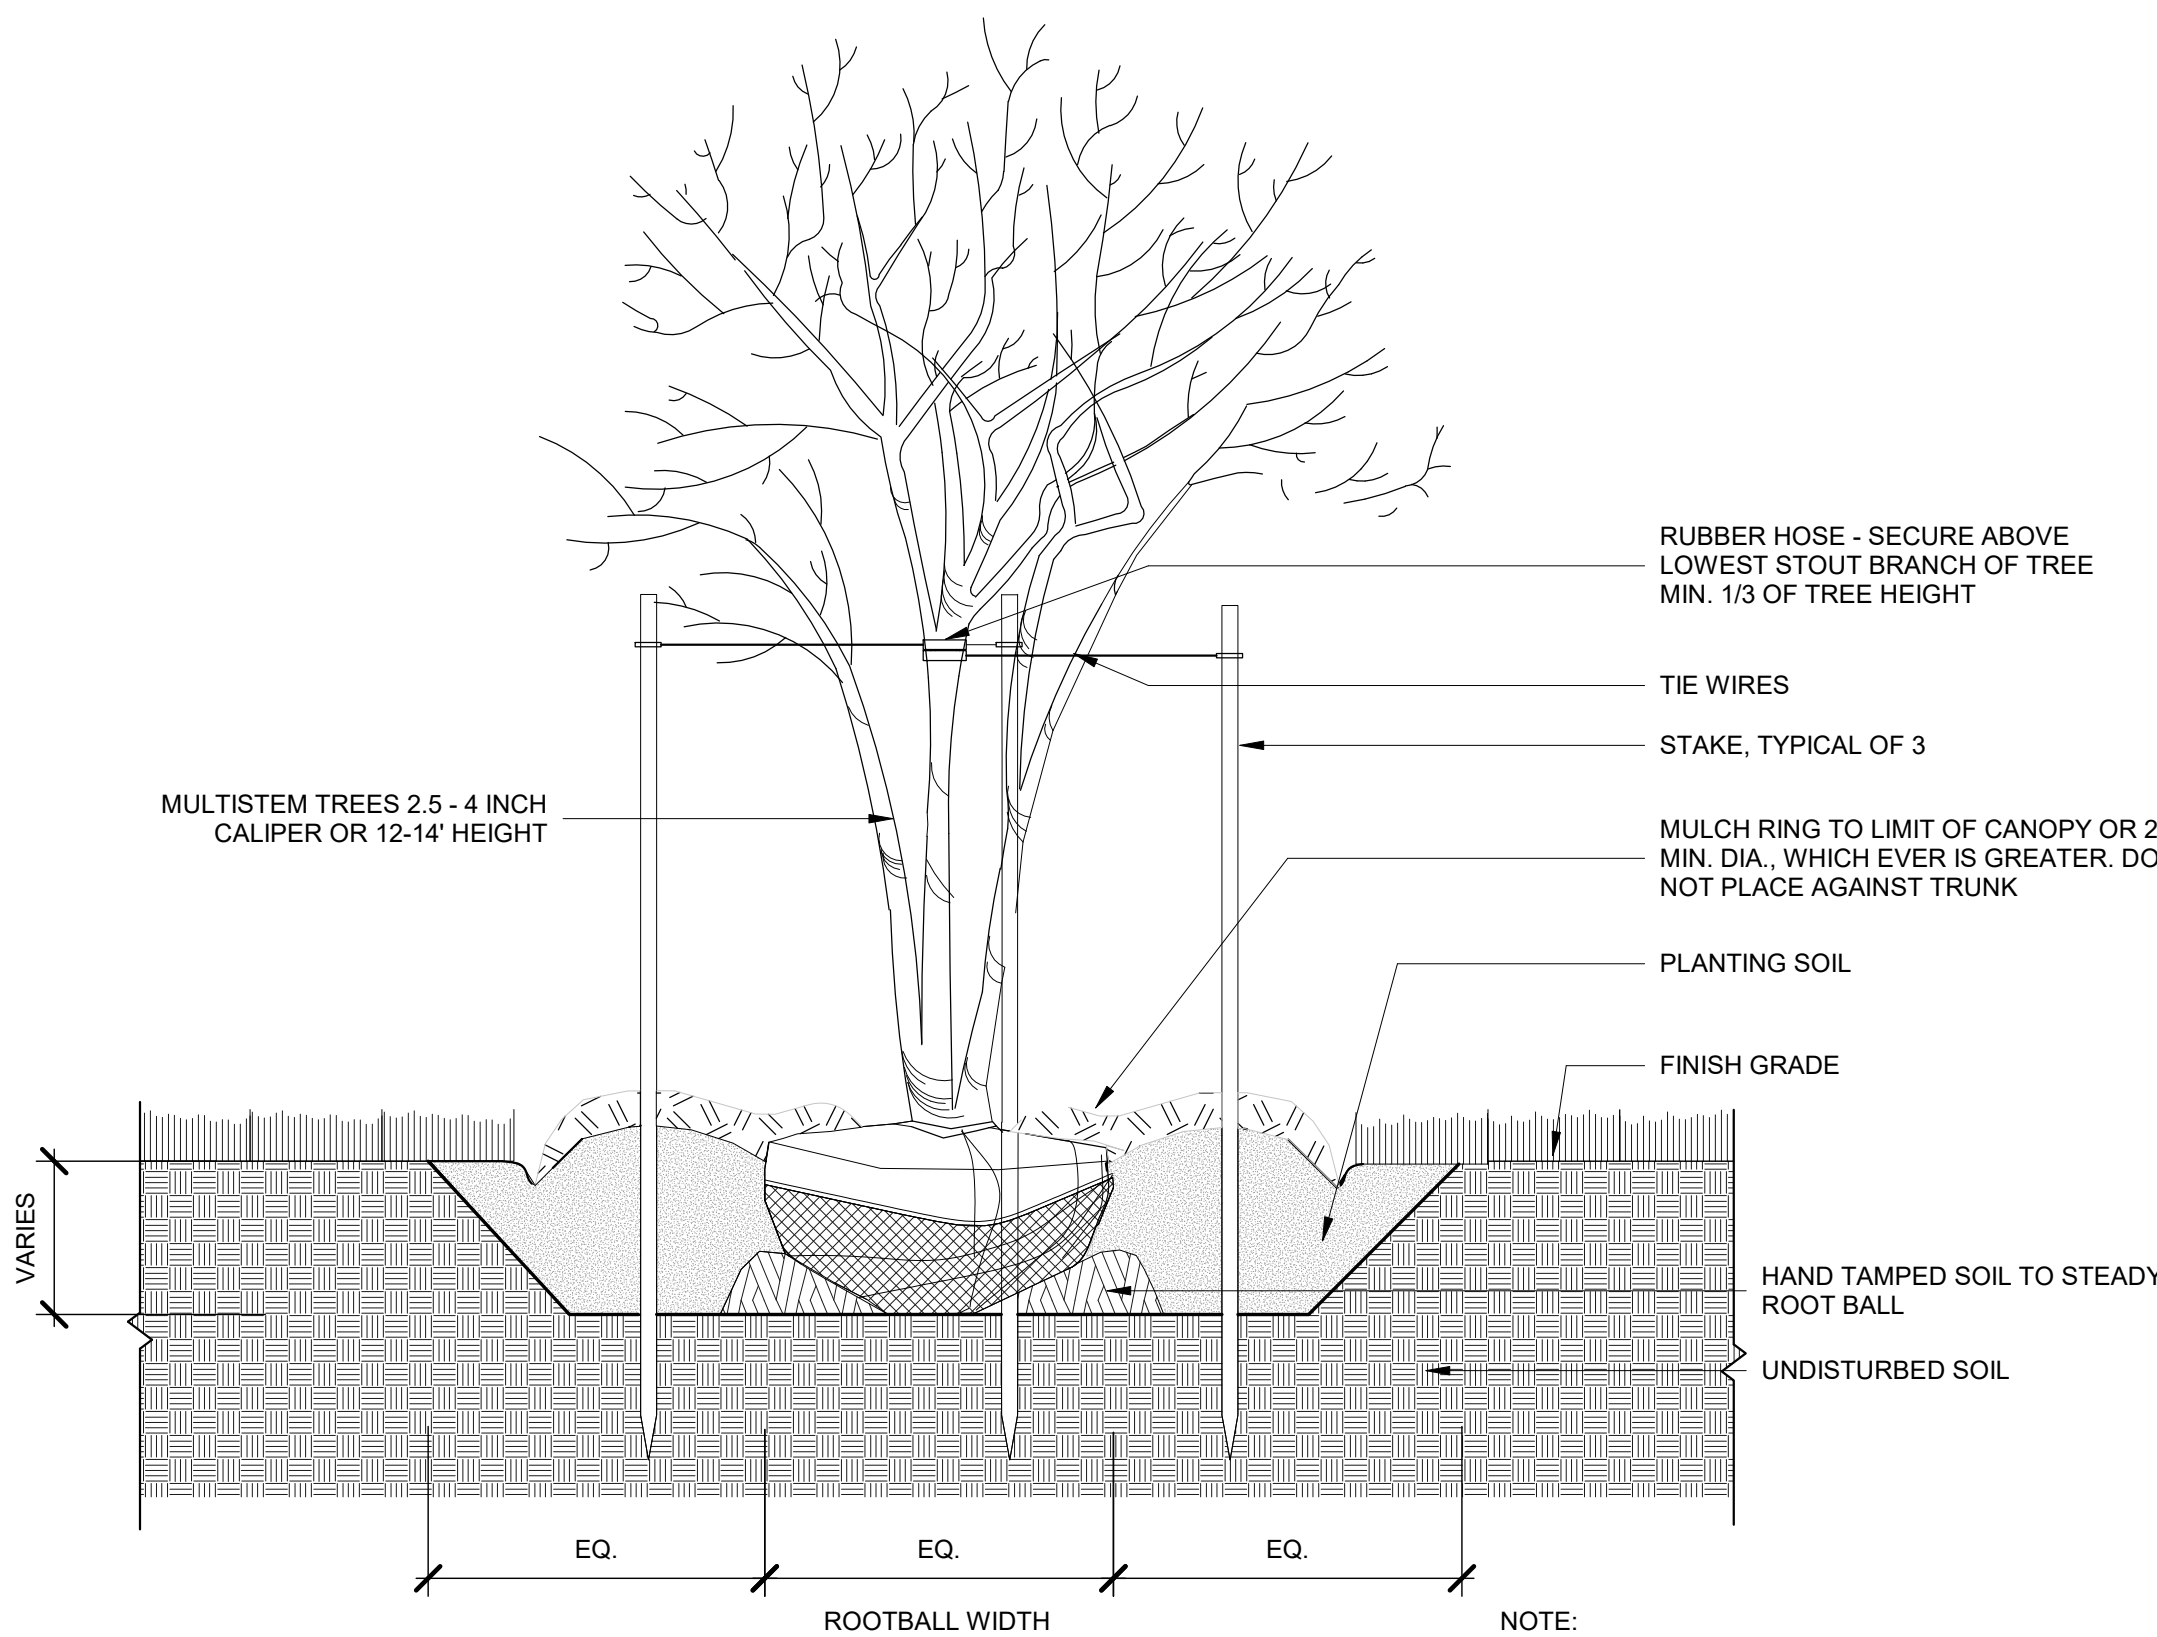 RUBBER HOSE - SECURE ABOVE
LOWEST STOUT BRANCH OF TREE
MIN. 1/3 OF TREE HEIGHT
TIE WIRES
STAKE, TYPICAL OF 3
MULTISTEM TREES 2.5 - 4 INCH
CALIPER OR 12-14' HEIGHT
MULCH RING TO LIMIT OF CANOPY OR 2
MIN. DIA., WHICH EVER IS GREATER. DO
NOT PLACE AGAINST TRUNK
PLANTING SOIL
FINISH GRADE
VARIES
HAND TAMPED SOIL TO STEADY
ROOT BALL
UNDISTURBED SOIL
EQ. EQ. EQ.
ROOTBALL WIDTH
NOTE: